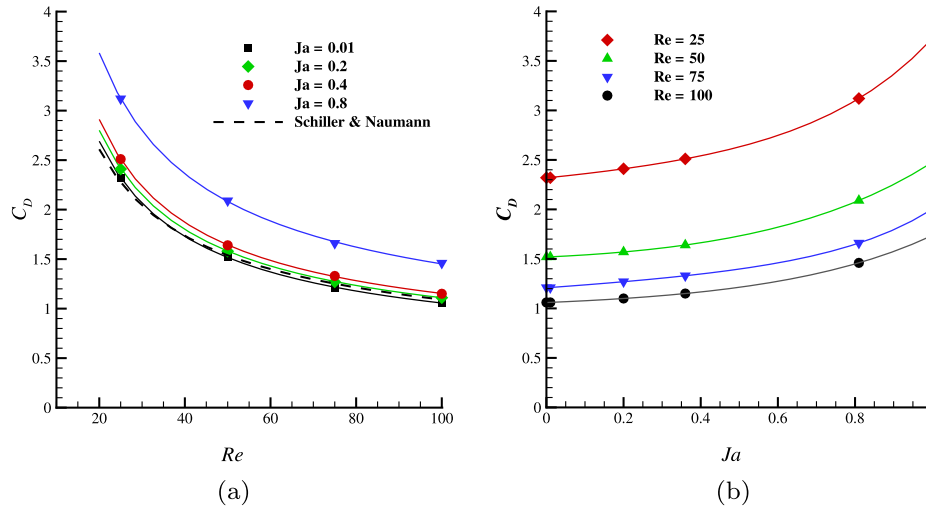 4
3.5
3
2.5
2
1.5
1
0.5
0
C_D
20
40
60
80
100
Re
Ja = 0.01
Ja = 0.2
Ja = 0.4
Ja = 0.8
Schiller & Naumann
(a)
4
3.5
3
2.5
2
1.5
1
0.5
0
C_D
0
0.2
0.4
0.6
0.8
Ja
Re = 25
Re = 50
Re = 75
Re = 100
(b)